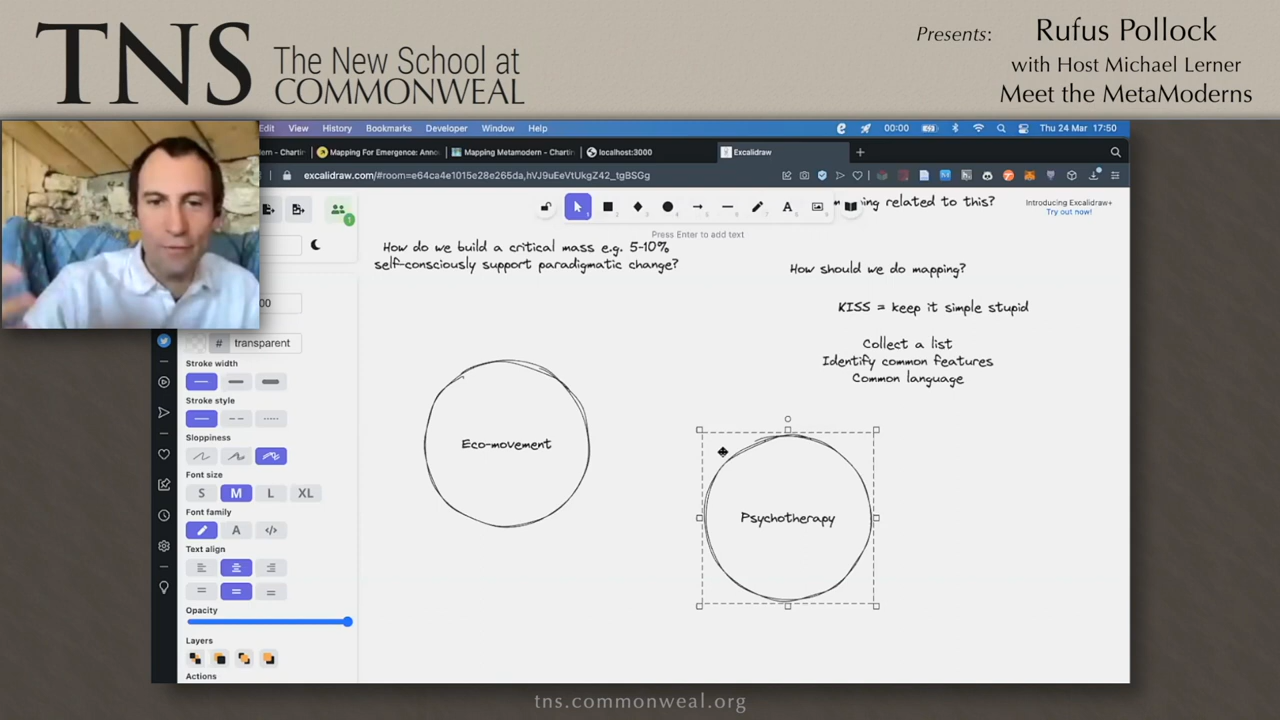 TNS
The New School at
COMMONWEAL
Presents: Rufus Pollock
with Host Michael Lerner
Meet the MetaModerns
Edit View History Bookmarks Developer Window Help
00:00 Thu 24 Mar 17:50
Mapping For Emergence: Anno
Mapping Metamodern - Chartin
localhost:3000
Excalidraw
excalidraw.com/#room=e64ca4e1015e28e265da,hVJ9uEeVtUkgZ42_tgBSGg
related to this?
Introducing Excalidraw+
Try out now!
Press Enter to add text
How do we build a critical mass e.g. 5-10%
self-consciously support paradigmatic change?
How should we do mapping?
KISS = keep it simple stupid
Collect a list
Identify common features
Common language
Eco-movement
Psychotherapy
# transparent
Stroke width
Stroke style
Sloppiness
Font size
S M L XL
Font family
A </>
Text align
Opacity
Layers
Actions
tns.commonweal.org